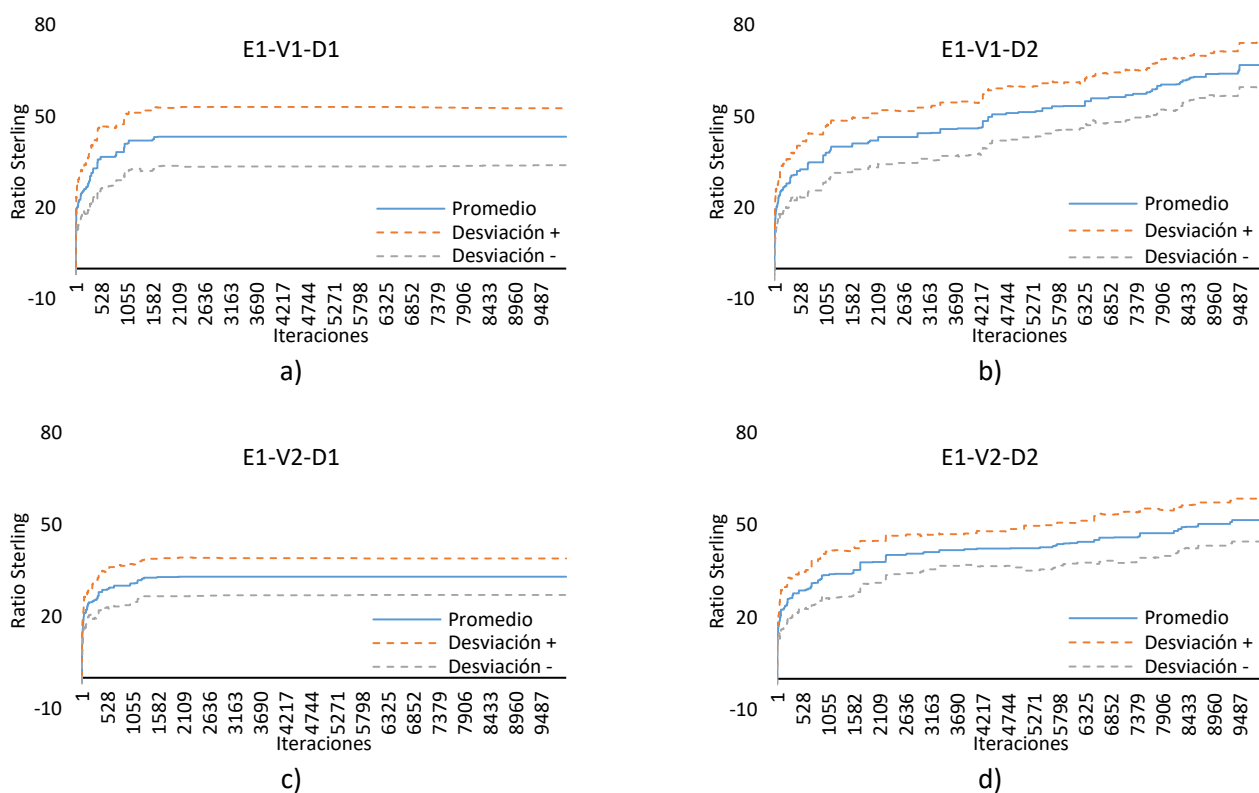 E1-V1-D1
80
50
20
-10
Ratio Sterling
Promedio
Desviación +
Desviación -
1 528 1055 1582 2109 2636 3163 3690 4217 4744 5271 5798 6325 6852 7379 7906 8433 8960 9487
Iteraciones
a)
E1-V1-D2
80
50
20
-10
Ratio Sterling
Promedio
Desviación +
Desviación -
1 528 1055 1582 2109 2636 3163 3690 4217 4744 5271 5798 6325 6852 7379 7906 8433 8960 9487
Iteraciones
b)
E1-V2-D1
80
50
20
-10
Ratio Sterling
Promedio
Desviación +
Desviación -
1 528 1055 1582 2109 2636 3163 3690 4217 4744 5271 5798 6325 6852 7379 7906 8433 8960 9487
Iteraciones
c)
E1-V2-D2
80
50
20
-10
Ratio Sterling
Promedio
Desviación +
Desviación -
1 528 1055 1582 2109 2636 3163 3690 4217 4744 5271 5798 6325 6852 7379 7906 8433 8960 9487
Iteraciones
d)